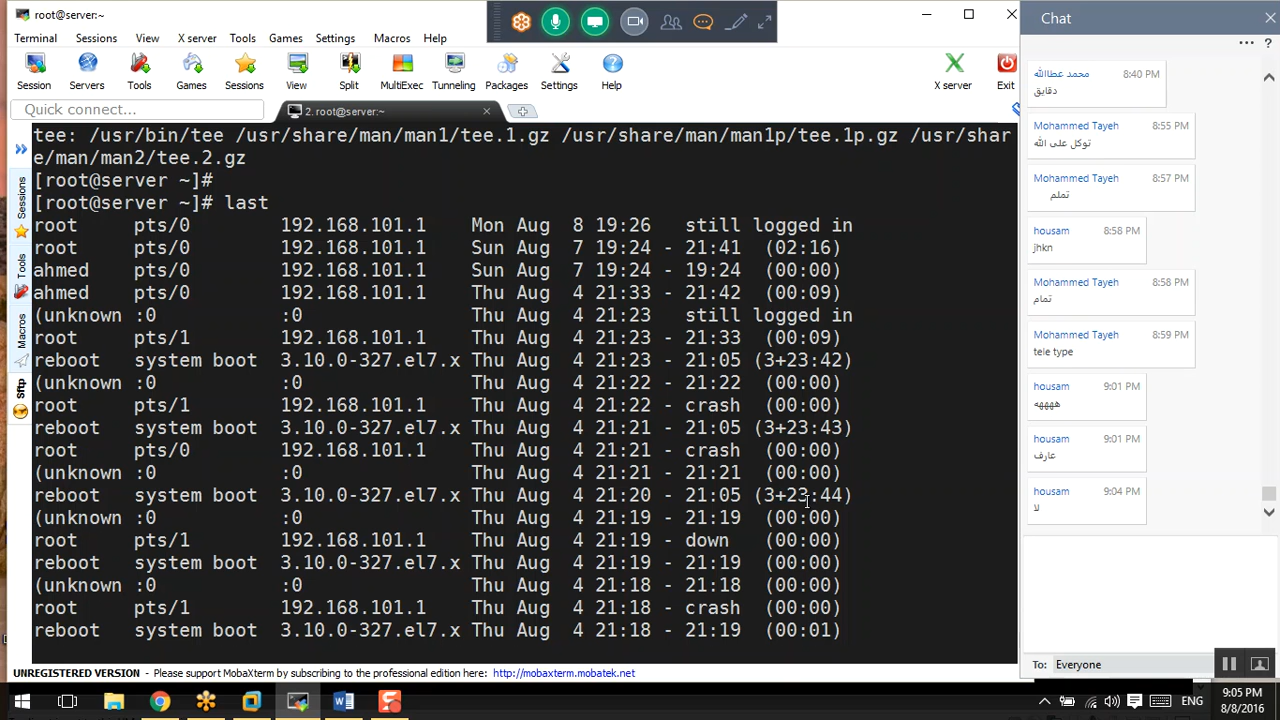 root@server:~
Terminal Sessions View X server Tools Games Settings Macros Help
Session Servers Tools Games Sessions View Split MultiExec Tunneling Packages Settings Help X server Exit
Quick connect...
2. root@server:~
tee: /usr/bin/tee /usr/share/man/man1/tee.1.gz /usr/share/man/man1p/tee.1p.gz /usr/shar
e/man/man2/tee.2.gz
[root@server ~]#
[root@server ~]# last
root pts/0 192.168.101.1 Mon Aug 8 19:26 still logged in
root pts/0 192.168.101.1 Sun Aug 7 19:24 - 21:41 (02:16)
ahmed pts/0 192.168.101.1 Sun Aug 7 19:24 - 19:24 (00:00)
ahmed pts/0 192.168.101.1 Thu Aug 4 21:33 - 21:42 (00:09)
(unknown :0 :0 Thu Aug 4 21:23 still logged in
root pts/1 192.168.101.1 Thu Aug 4 21:23 - 21:33 (00:09)
reboot system boot 3.10.0-327.el7.x Thu Aug 4 21:23 - 21:05 (3+23:42)
(unknown :0 :0 Thu Aug 4 21:22 - 21:22 (00:00)
root pts/1 192.168.101.1 Thu Aug 4 21:22 - crash (00:00)
reboot system boot 3.10.0-327.el7.x Thu Aug 4 21:21 - 21:05 (3+23:43)
root pts/0 192.168.101.1 Thu Aug 4 21:21 - crash (00:00)
(unknown :0 :0 Thu Aug 4 21:21 - 21:21 (00:00)
reboot system boot 3.10.0-327.el7.x Thu Aug 4 21:20 - 21:05 (3+23:44)
(unknown :0 :0 Thu Aug 4 21:19 - 21:19 (00:00)
root pts/1 192.168.101.1 Thu Aug 4 21:19 - down (00:00)
reboot system boot 3.10.0-327.el7.x Thu Aug 4 21:19 - 21:19 (00:00)
(unknown :0 :0 Thu Aug 4 21:18 - 21:18 (00:00)
root pts/1 192.168.101.1 Thu Aug 4 21:18 - crash (00:00)
reboot system boot 3.10.0-327.el7.x Thu Aug 4 21:18 - 21:19 (00:01)
Sessions
Tools
Macros
Sftp
UNREGISTERED VERSION - Please support MobaXterm by subscribing to the professional edition here: http://mobaxterm.mobatek.net
Chat
محمد عطاالله 8:40 PM
دقايق
Mohammed Tayeh 8:55 PM
توكل على الله
Mohammed Tayeh 8:57 PM
تملم
housam 8:58 PM
jhkn
Mohammed Tayeh 8:58 PM
تمام
Mohammed Tayeh 8:59 PM
tele type
housam 9:01 PM
هههههه
housam 9:01 PM
عارف
housam 9:04 PM
لا
To: Everyone
ENG
9:05 PM
8/8/2016